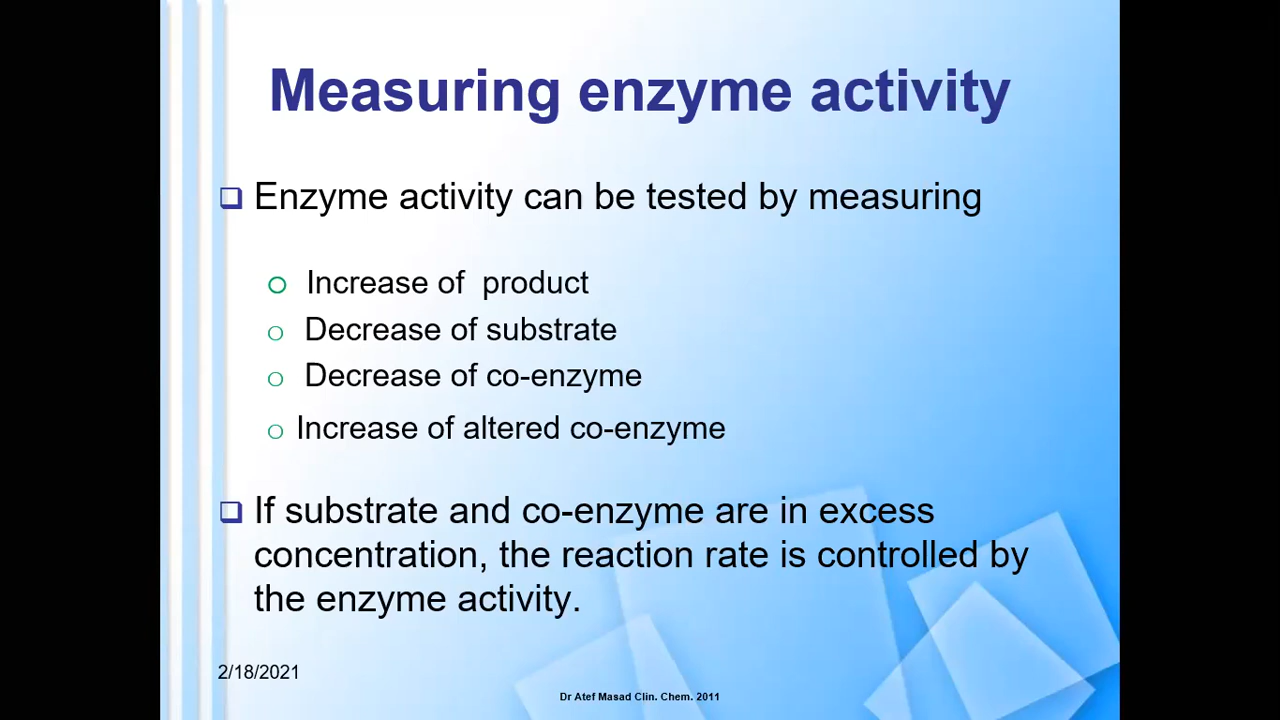 Measuring enzyme activity
Enzyme activity can be tested by measuring
Increase of product
Decrease of substrate
Decrease of co-enzyme
Increase of altered co-enzyme
If substrate and co-enzyme are in excess
concentration, the reaction rate is controlled by
the enzyme activity.
2/18/2021
Dr Atef Masad Clin. Chem. 2011